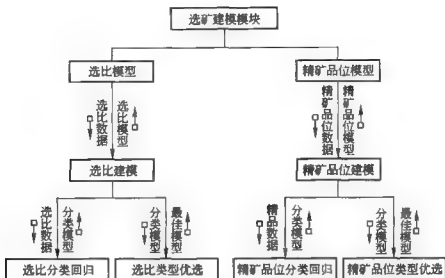 选矿建模模块
选比模型
精矿品位模型
选比数据
选比模型
精矿品位数据
精矿品位模型
选比建模
精矿品位建模
选比数据
分类模型
分类模型
最佳模型
精品数据
分类模型
分类模型
最佳模型
选比分类回归
选比类型优选
精矿品位分类回归
精矿品位类型优选